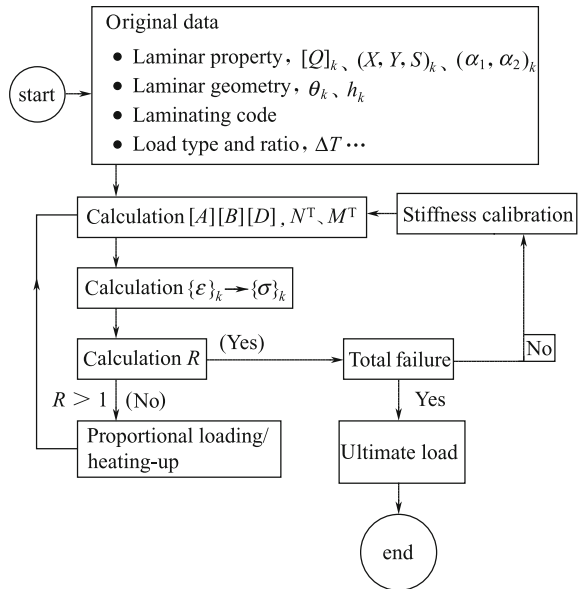 Original data
• Laminar property, [Q]ₖ、(X, Y, S)ₖ、(α₁, α₂)ₖ
start
• Laminar geometry, θₖ、hₖ
• Laminating code
• Load type and ratio, ΔT ⋯
Calculation [A][B][D], Nᵀ、Mᵀ
Stiffness calibration
Calculation {ε}ₖ→{σ}ₖ
(Yes)
Calculation R
Total failure
No
R > 1 (No)
Yes
Proportional loading/
heating-up
Ultimate load
end